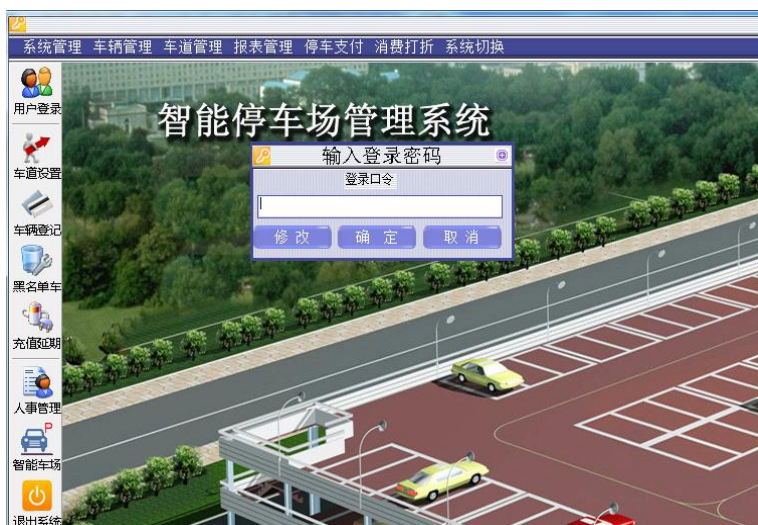 系统管理 车辆管理 车道管理 报表管理 停车支付 消费打折 系统切换
用户登录
车道设置
车辆登记
黑名单车
充值延期
人事管理
P
智能车场
退出系统
智能停车场管理系统
输入登录密码
登录口令
修改 确定 取消